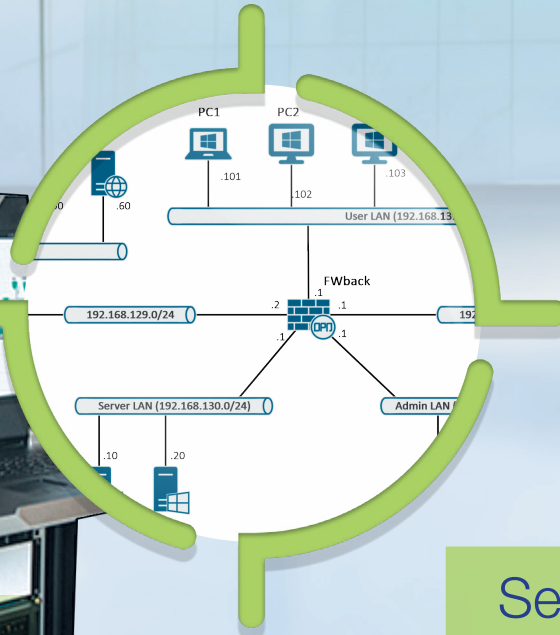 PC1 PC2
.101 .102 .103
.60
User LAN (192.168.13
FWback
.1
192.168.129.0/24 .2 .1
.1 .1
Server LAN (192.168.130.0/24) Admin LAN
.10 .20
Se